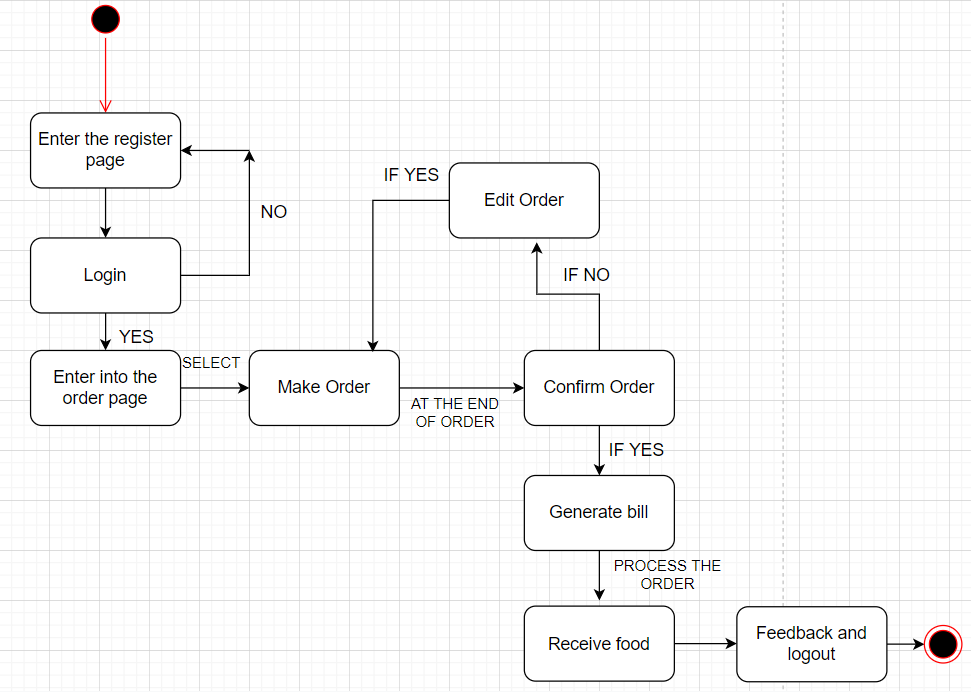 Enter the register
page
NO
Login
YES
Enter into the
order page
SELECT
Make Order
AT THE END
OF ORDER
Confirm Order
IF NO
Edit Order
IF YES
IF YES
Generate bill
PROCESS THE
ORDER
Receive food
Feedback and
logout